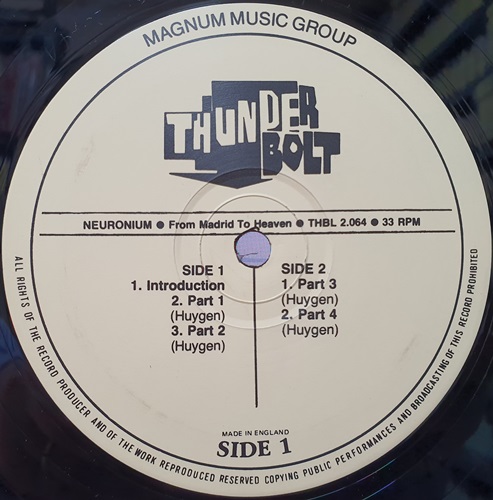 MAGNUM MUSIC GROUP
THUNDER
BOLT
NEURONIUM ● From Madrid To Heaven ● THBL 2.064 ● 33 RPM
SIDE 1
1. Introduction
2. Part 1
(Huygen)
3. Part 2
(Huygen)
SIDE 2
1. Part 3
(Huygen)
2. Part 4
(Huygen)
MADE IN ENGLAND
SIDE 1
ALL RIGHTS OF THE RECORD PRODUCER AND OF THE WORK REPRODUCED RESERVED COPYING PUBLIC PERFORMANCES AND BROADCASTING OF THIS RECORD PROHIBITED